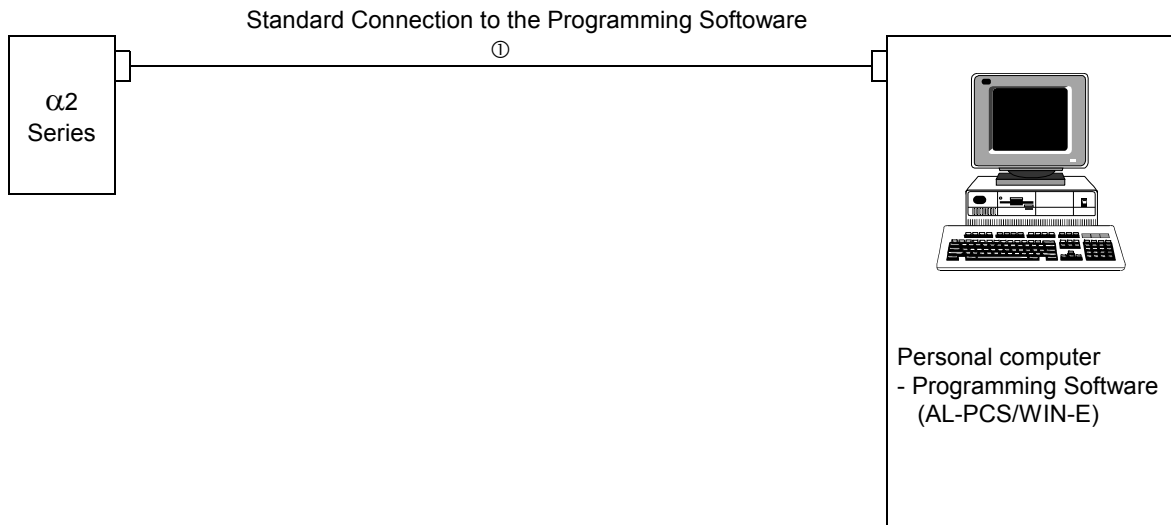 Standard Connection to the Programming Softoware
①
α2
Series
Personal computer
- Programming Software
(AL-PCS/WIN-E)